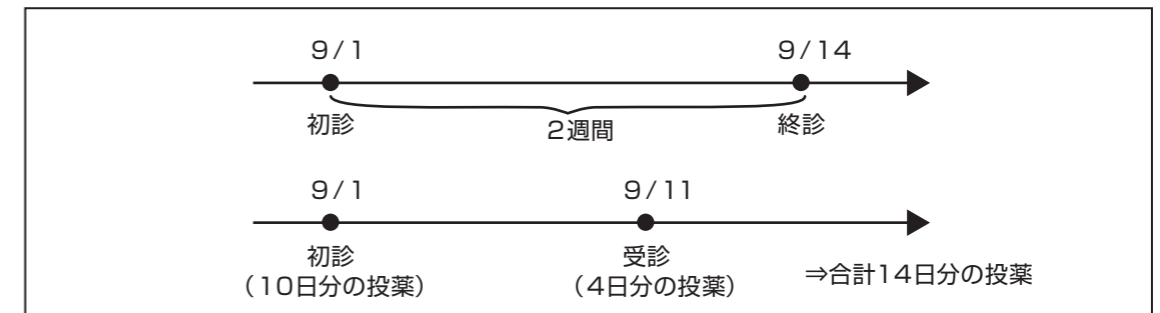 9/1 9/14
初診 2週間 終診
9/1 9/11
初診 受診
（10日分の投薬） （4日分の投薬） ⇒合計14日分の投薬